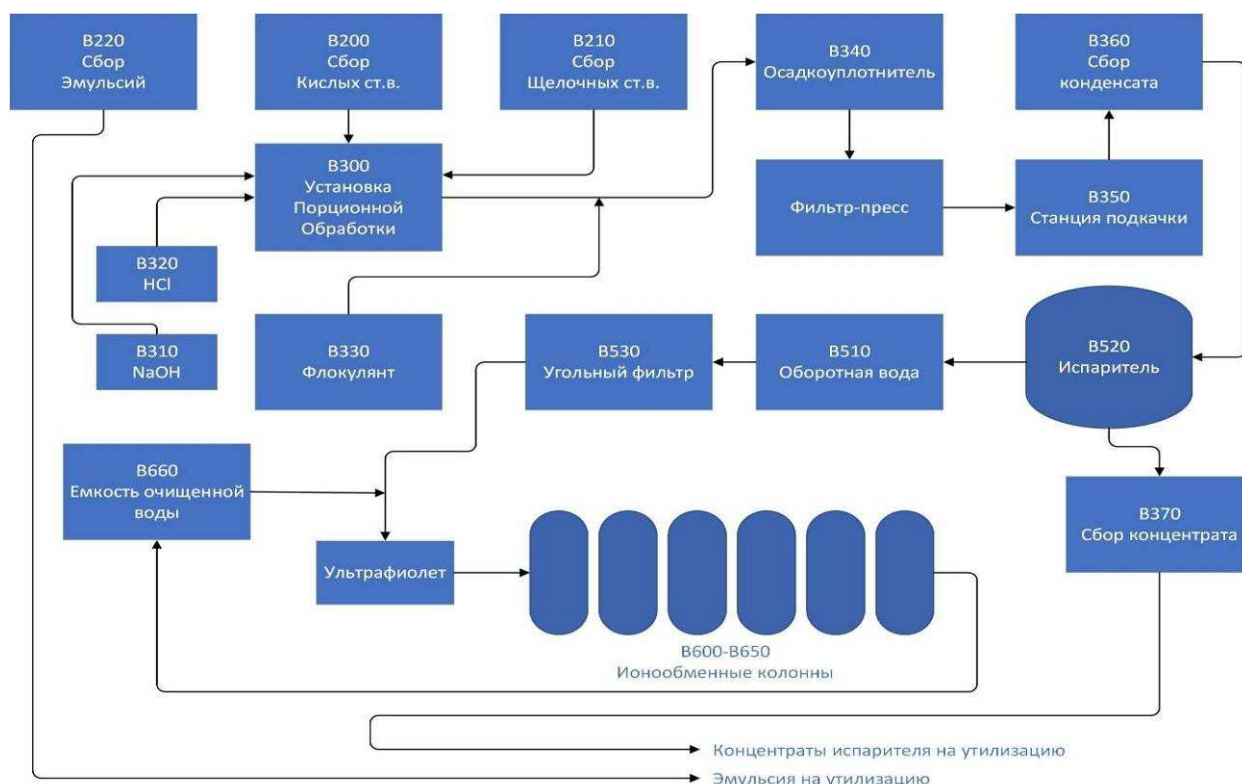 B220
Сбор
Эмульсий
B200
Сбор
Кислых ст.в.
B210
Сбор
Щелочных ст.в.
B340
Осадкоуплотнитель
B360
Сбор
конденсата
B300
Установка
Порционной
Обработки
Фильтр-пресс
B350
Станция подкачки
B320
HCl
B310
NaOH
B330
Флокулянт
B530
Угольный фильтр
B510
Оборотная вода
B520
Испаритель
B660
Емкость очищенной
воды
Ультрафиолет
B370
Сбор концентрата
B600-B650
Ионообменные колонны
Концентраты испарителя на утилизацию
Эмульсия на утилизацию